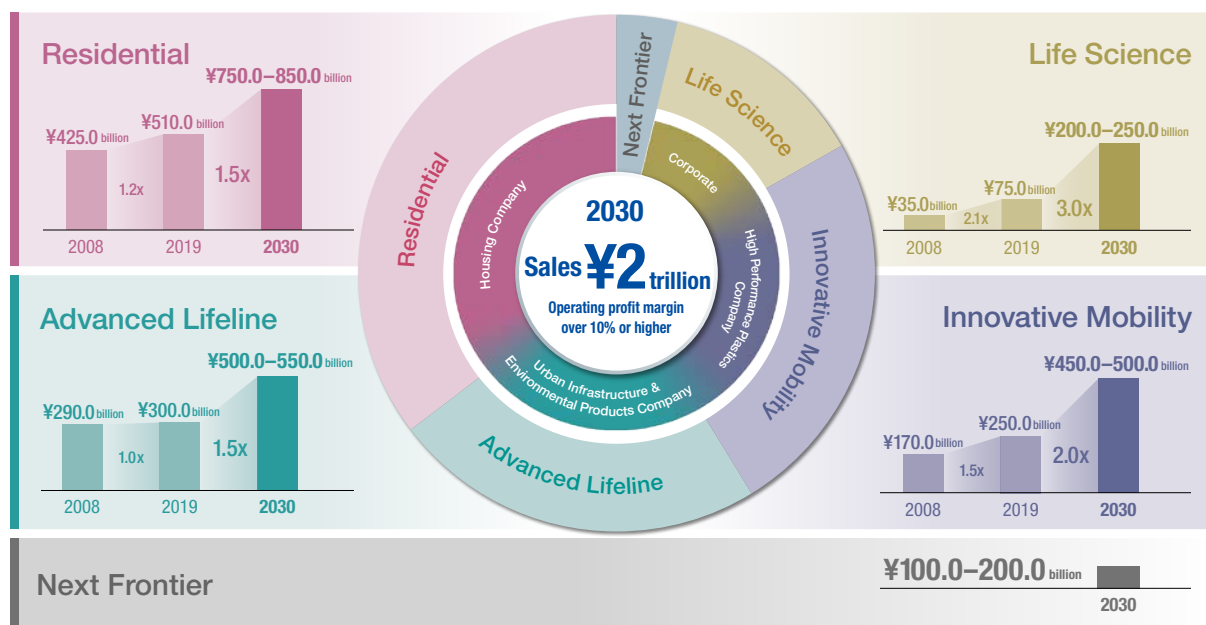 Residential
¥750.0–850.0 billion
¥510.0 billion
¥425.0 billion
1.2x
1.5x
2008
2019
2030
Advanced Lifeline
¥500.0–550.0 billion
¥290.0 billion
¥300.0 billion
1.0x
1.5x
2008
2019
2030
Next Frontier
Life Science
Innovative Mobility
Advanced Lifeline
Residential
Corporate
High Performance Plastics
Company
Urban Infrastructure &
Environmental Products Company
Housing Company
2030
Sales ¥2 trillion
Operating profit margin
over 10% or higher
Life Science
¥200.0–250.0 billion
¥75.0 billion
¥35.0 billion
2.1x
3.0x
2008
2019
2030
Innovative Mobility
¥450.0–500.0 billion
¥250.0 billion
¥170.0 billion
1.5x
2.0x
2008
2019
2030
Next Frontier
¥100.0–200.0 billion
2030